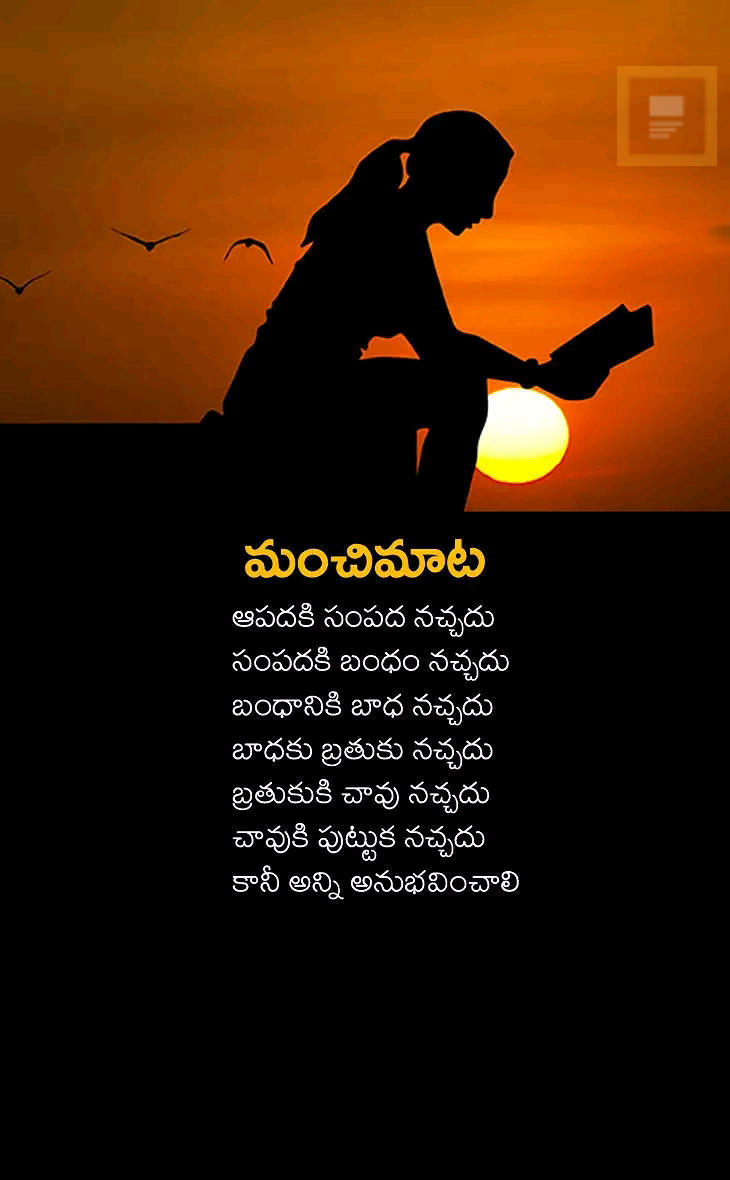 మంచిమాట
ఆపదకి సంపద నచ్చదు
సంపదకి బంధం నచ్చదు
బంధానికి బాధ నచ్చదు
బాధకు బ్రతుకు నచ్చదు
బ్రతుకుకి చావు నచ్చదు
చావుకి పుట్టుక నచ్చదు
కానీ అన్ని అనుభవించాలి